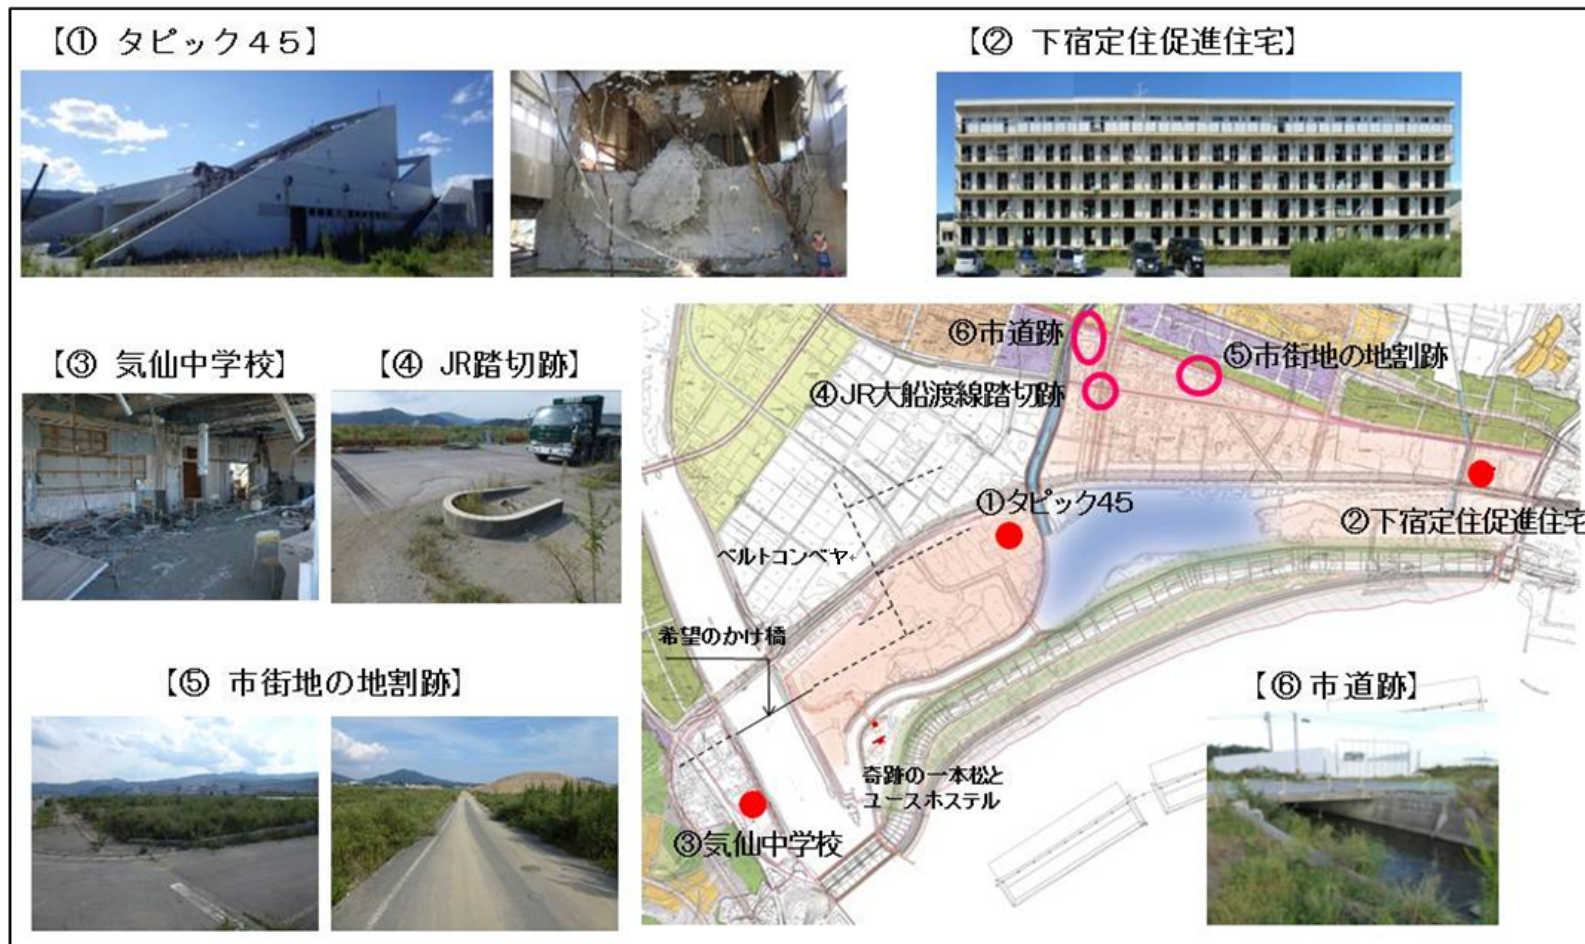 【① タピック45】
【② 下宿定住促進住宅】
【③ 気仙中学校】
【④ JR踏切跡】
⑥市道跡
⑤市街地の地割跡
④JR大船渡線踏切跡
①タピック45
②下宿定住促進住宅
ベルトコンベヤ
希望のかけ橋
【⑤ 市街地の地割跡】
【⑥市道跡】
奇跡の一本松と
ユースホステル
③気仙中学校